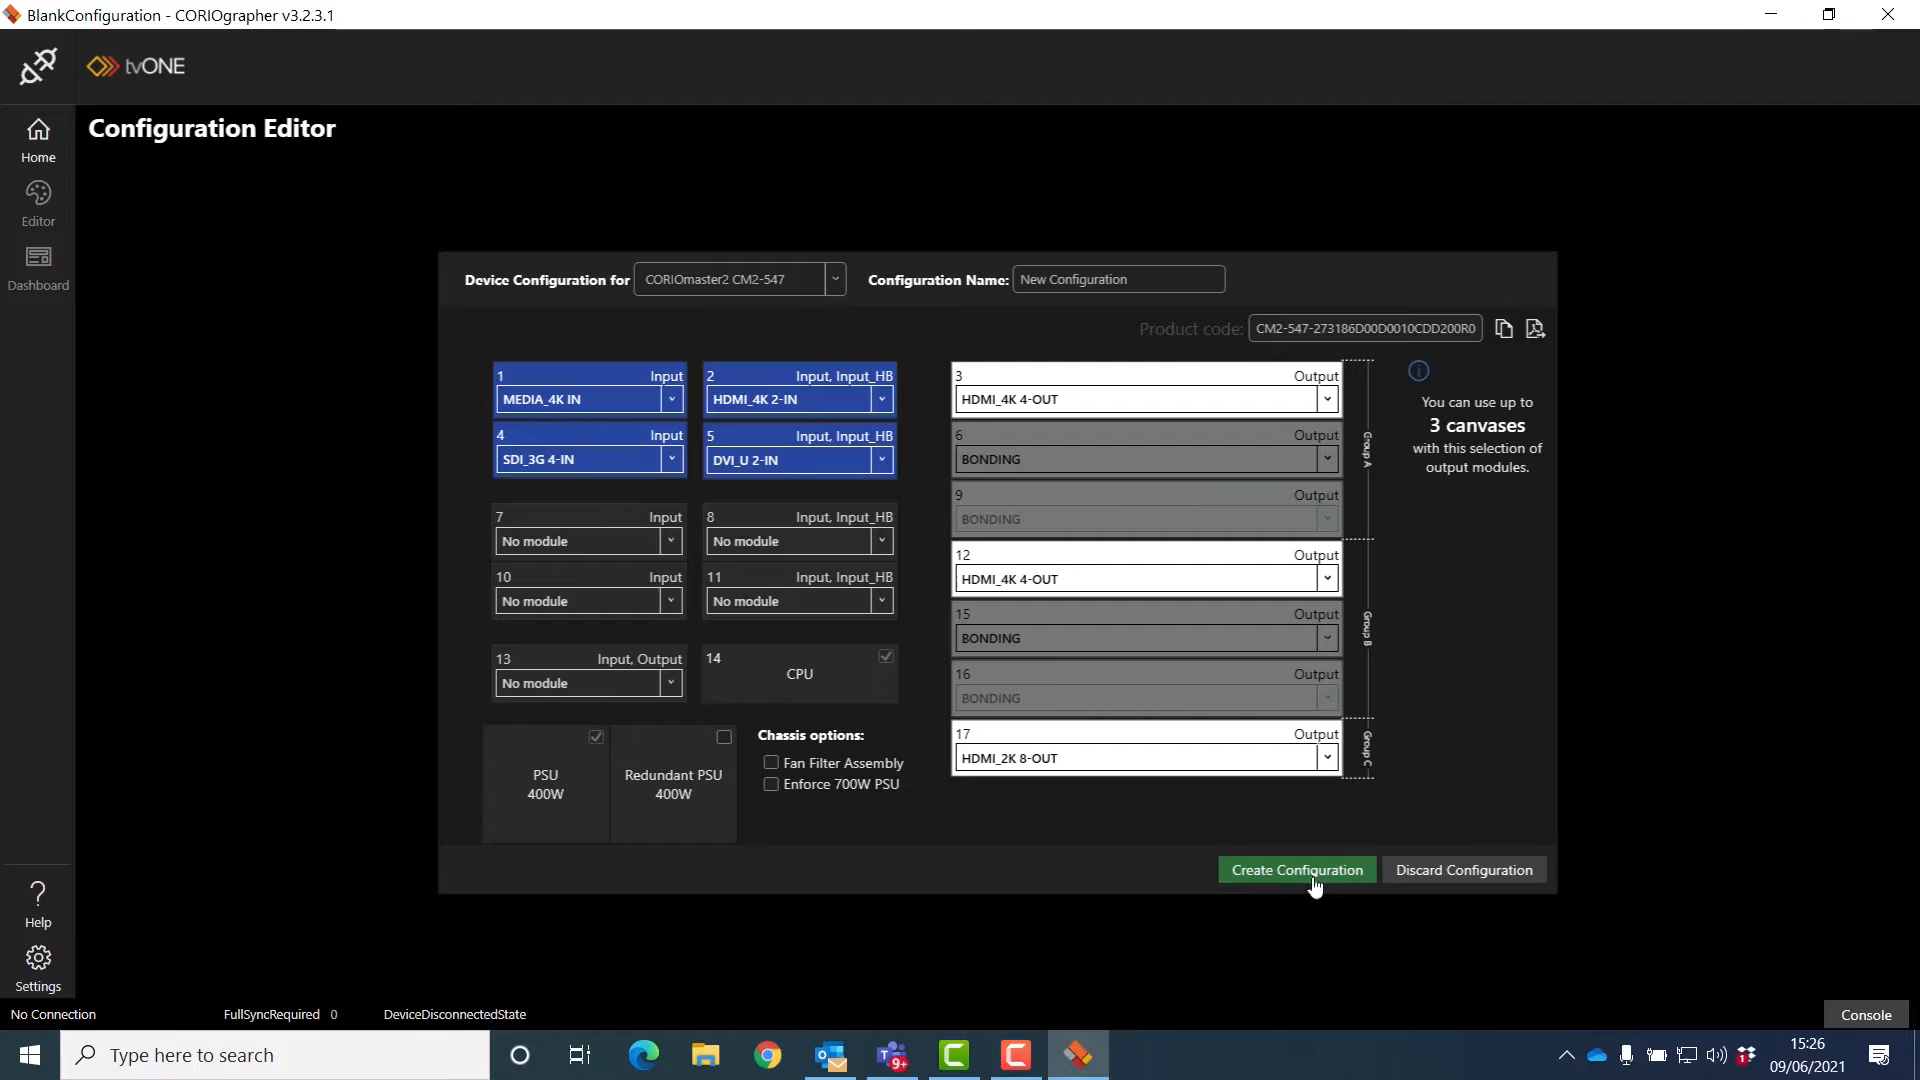 BlankConfiguration - CORIOgrapher v3.2.3.1
tvONE
Home
Editor
Dashboard
Configuration Editor
Device Configuration for CORIOmaster2 CM2-547 Configuration Name: New Configuration
Product code: CM2-547-273186D00D0010CDD200R0
1 Input
MEDIA_4K IN
2 Input, Input_HB
HDMI_4K 2-IN
4 Input
SDI_3G 4-IN
5 Input, Input_HB
DVI_U 2-IN
7 Input
No module
8 Input, Input_HB
No module
10 Input
No module
11 Input, Input_HB
No module
13 Input, Output
No module
14
CPU
PSU
400W
Redundant PSU
400W
Chassis options:
Fan Filter Assembly
Enforce 700W PSU
3 Output
HDMI_4K 4-OUT
6 Output
BONDING
9 Output
BONDING
12 Output
HDMI_4K 4-OUT
15 Output
BONDING
16 Output
BONDING
17 Output
HDMI_2K 8-OUT
Group A
Group B
Group C
You can use up to
3 canvases
with this selection of
output modules.
Create Configuration Discard Configuration
Help
Settings
No Connection FullSyncRequired 0 DeviceDisconnectedState Console
Type here to search
9+
1
15:26
09/06/2021